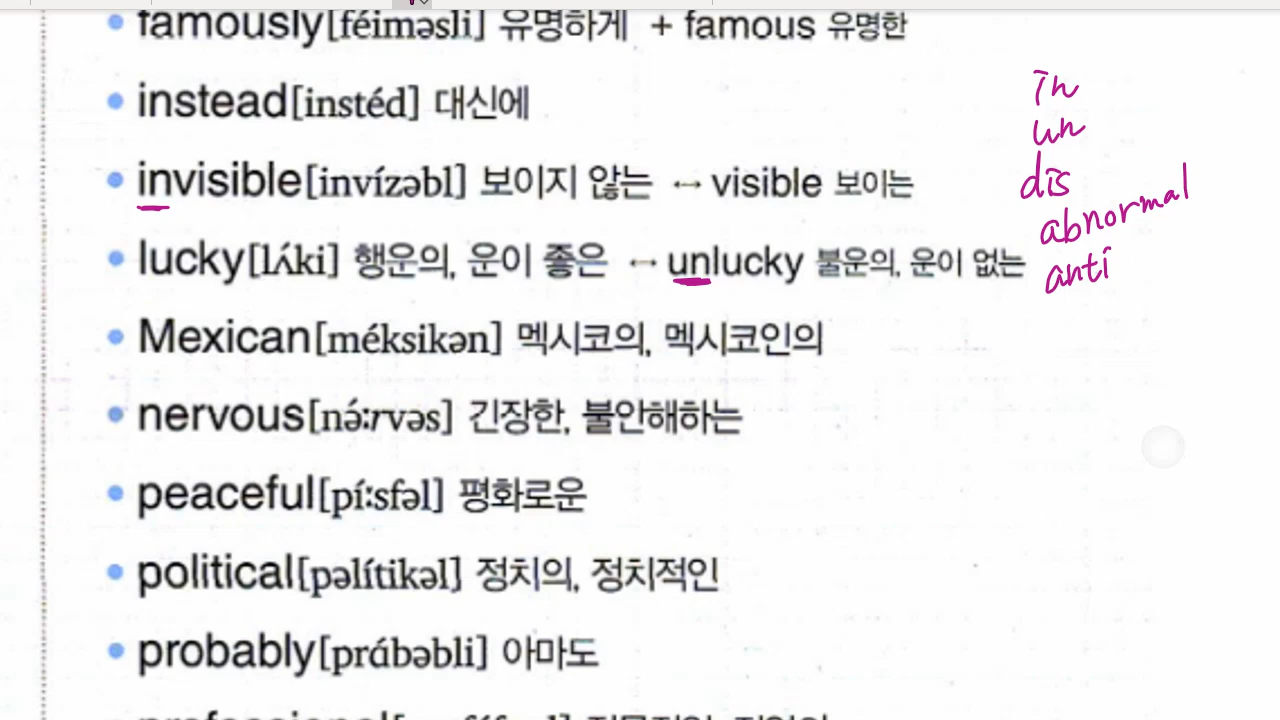 famously[féiməsli] 유명하게 + famous 유명한
instead[instéd] 대신에
invisible[invízəbl] 보이지 않는 ↔ visible 보이는
lucky[lʌ́ki] 행운의, 운이 좋은 ↔ unlucky 불운의, 운이 없는
Mexican[méksikən] 멕시코의, 멕시코인의
nervous[nə́ːrvəs] 긴장한, 불안해하는
peaceful[píːsfəl] 평화로운
political[pəlítikəl] 정치의, 정치적인
probably[prábəbli] 아마도
in
un
dis
abnormal
anti